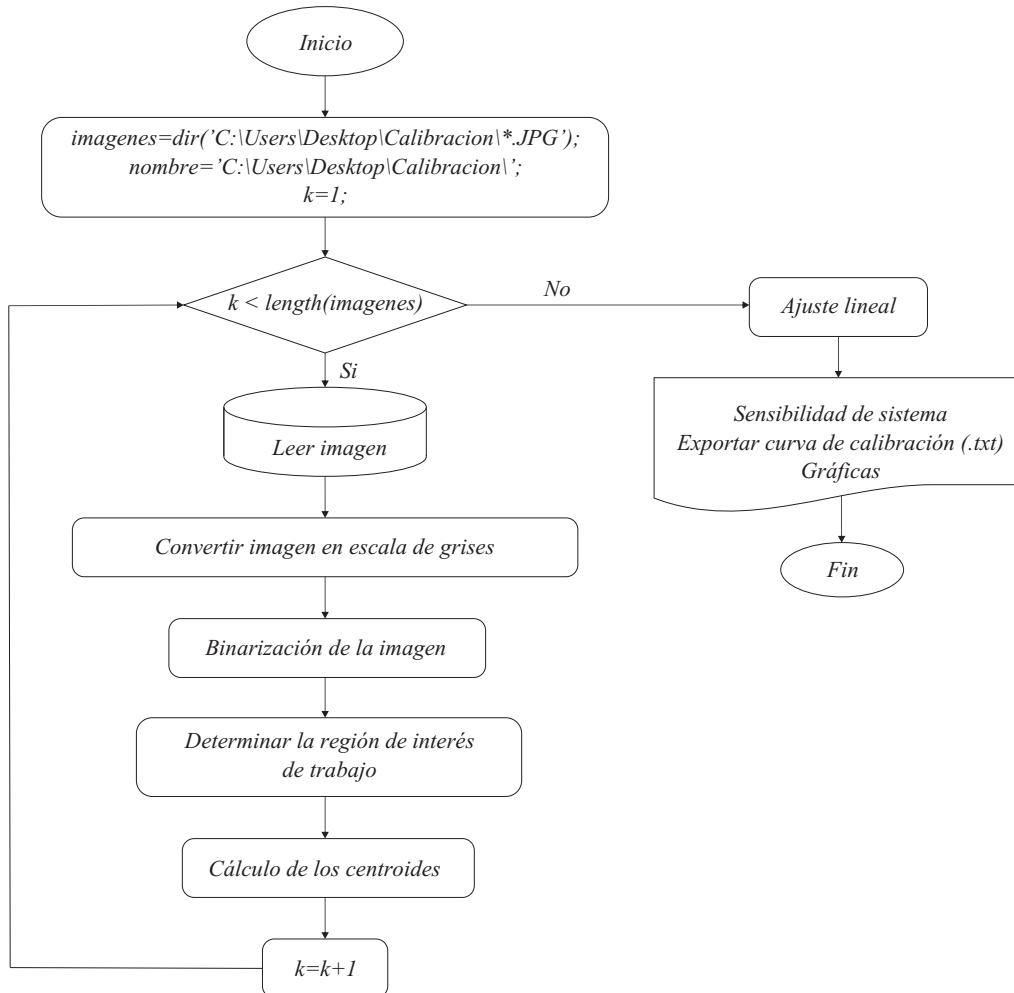 Inicio
imagenes=dir('C:\Users\Desktop\Calibracion\*.JPG');
nombre='C:\Users\Desktop\Calibracion\';
k=1;
k < length(imagenes)
No
Ajuste lineal
Si
Leer imagen
Sensibilidad de sistema
Exportar curva de calibración (.txt)
Gráficas
Convertir imagen en escala de grises
Fin
Binarización de la imagen
Determinar la región de interés
de trabajo
Cálculo de los centroides
k=k+1